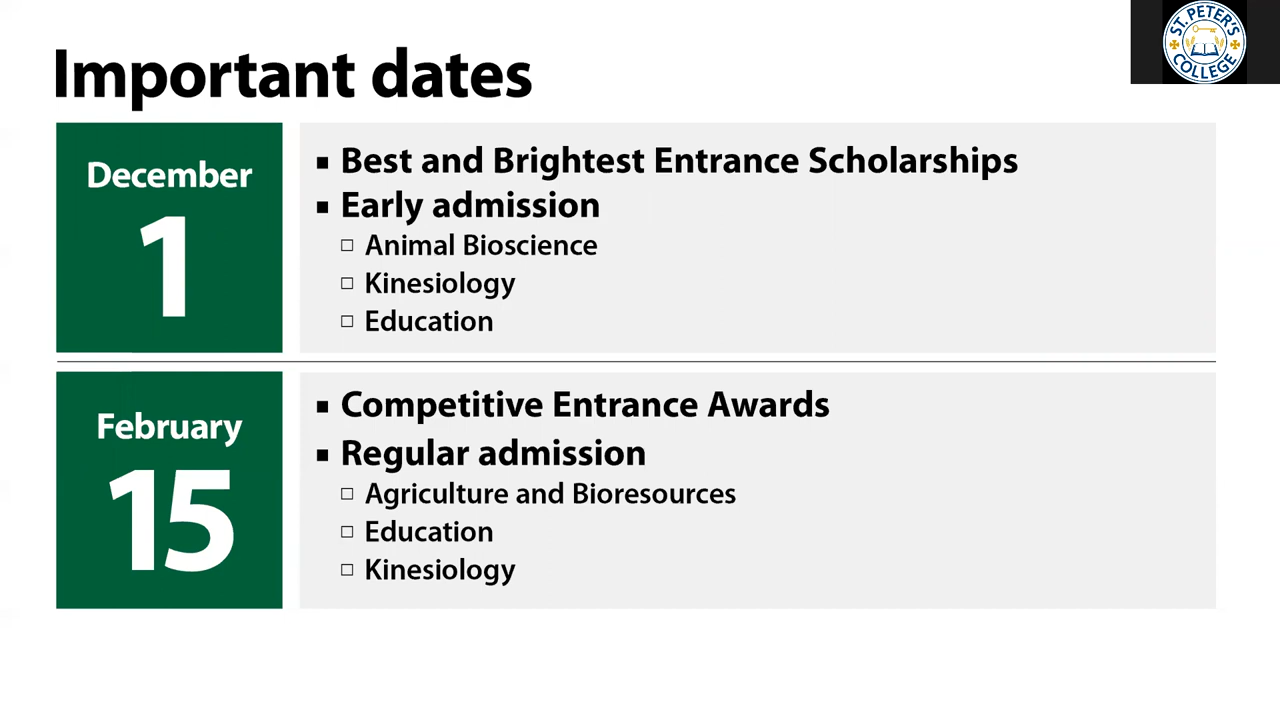 ST. PETER'S
COLLEGE
Important dates
December
1
Best and Brightest Entrance Scholarships
Early admission
Animal Bioscience
Kinesiology
Education
February
15
Competitive Entrance Awards
Regular admission
Agriculture and Bioresources
Education
Kinesiology